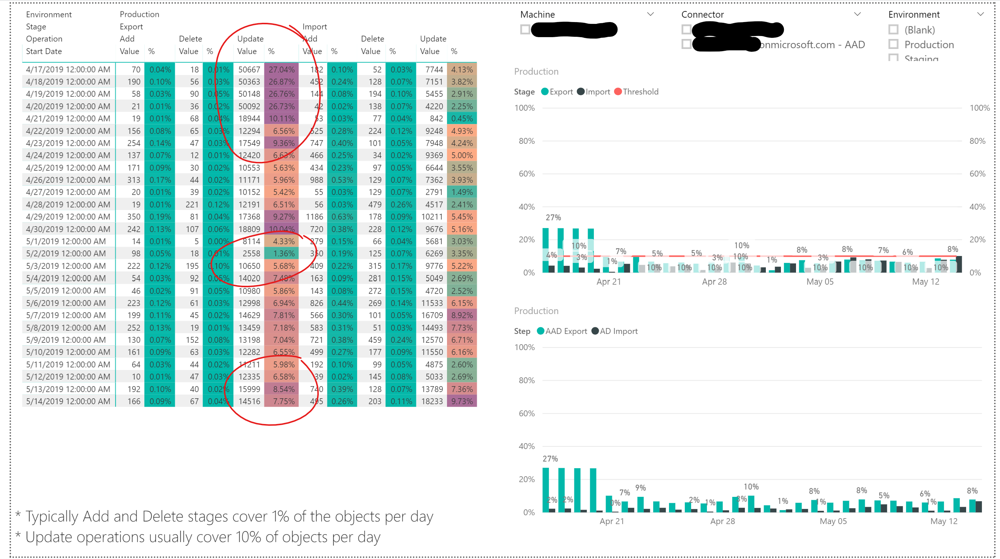 Environment Production
Stage Export Import
Operation Add Delete Update Add Delete Update
Start Date Value % Value % Value % Value % Value % Value %
4/17/2019 12:00:00 AM 70 0.04% 18 0.01% 50667 27.04% 182 0.10% 52 0.03% 7744 4.13%
4/18/2019 12:00:00 AM 190 0.10% 56 0.03% 50363 26.87% 452 0.24% 128 0.07% 7151 3.82%
4/19/2019 12:00:00 AM 58 0.03% 90 0.05% 50148 26.76% 144 0.08% 194 0.10% 5455 2.91%
4/20/2019 12:00:00 AM 21 0.01% 36 0.02% 50092 26.73% 42 0.02% 138 0.07% 4220 2.25%
4/21/2019 12:00:00 AM 19 0.01% 68 0.04% 18944 10.11% 53 0.03% 77 0.04% 842 0.45%
4/22/2019 12:00:00 AM 156 0.08% 65 0.03% 12294 6.56% 525 0.28% 224 0.12% 9248 4.93%
4/23/2019 12:00:00 AM 254 0.14% 47 0.03% 17549 9.36% 747 0.40% 101 0.05% 7948 4.24%
4/24/2019 12:00:00 AM 137 0.07% 12 0.01% 12420 6.63% 466 0.25% 34 0.02% 9369 5.00%
4/25/2019 12:00:00 AM 171 0.09% 30 0.02% 10553 5.63% 434 0.23% 97 0.05% 6644 3.55%
4/26/2019 12:00:00 AM 313 0.17% 44 0.02% 11171 5.96% 988 0.53% 129 0.07% 7362 3.93%
4/27/2019 12:00:00 AM 20 0.01% 39 0.02% 10152 5.42% 55 0.03% 129 0.07% 2791 1.49%
4/28/2019 12:00:00 AM 19 0.01% 221 0.12% 12191 6.51% 56 0.03% 479 0.26% 4517 2.41%
4/29/2019 12:00:00 AM 350 0.19% 81 0.04% 17368 9.27% 1186 0.63% 178 0.09% 10211 5.45%
4/30/2019 12:00:00 AM 242 0.13% 107 0.06% 18809 10.04% 720 0.38% 228 0.12% 9676 5.16%
5/1/2019 12:00:00 AM 14 0.01% 5 0.00% 8114 4.33% 279 0.15% 66 0.04% 5681 3.03%
5/2/2019 12:00:00 AM 98 0.05% 18 0.01% 2558 1.36% 350 0.19% 125 0.07% 6269 3.35%
5/3/2019 12:00:00 AM 222 0.12% 195 0.10% 10650 5.68% 409 0.22% 315 0.17% 9776 5.22%
5/4/2019 12:00:00 AM 54 0.03% 92 0.05% 14020 7.48% 163 0.09% 281 0.15% 5049 2.69%
5/5/2019 12:00:00 AM 46 0.02% 91 0.05% 10980 5.86% 143 0.08% 272 0.15% 4720 2.52%
5/6/2019 12:00:00 AM 223 0.12% 61 0.03% 12998 6.94% 826 0.44% 269 0.14% 11533 6.15%
5/7/2019 12:00:00 AM 199 0.11% 45 0.02% 14629 7.81% 566 0.30% 101 0.05% 16709 8.92%
5/8/2019 12:00:00 AM 252 0.13% 19 0.01% 13459 7.18% 583 0.31% 51 0.03% 14493 7.73%
5/9/2019 12:00:00 AM 130 0.07% 152 0.08% 13198 7.04% 721 0.38% 459 0.24% 12570 6.71%
5/10/2019 12:00:00 AM 161 0.09% 63 0.03% 12282 6.55% 499 0.27% 177 0.09% 11550 6.16%
5/11/2019 12:00:00 AM 64 0.03% 44 0.02% 11211 5.98% 192 0.10% 99 0.05% 4875 2.60%
5/12/2019 12:00:00 AM 10 0.01% 47 0.03% 12335 6.58% 39 0.02% 145 0.08% 5033 2.69%
5/13/2019 12:00:00 AM 192 0.10% 40 0.02% 15999 8.54% 740 0.39% 128 0.07% 13789 7.36%
5/14/2019 12:00:00 AM 166 0.09% 67 0.04% 14516 7.75% 495 0.26% 203 0.11% 18233 9.73%
* Typically Add and Delete stages cover 1% of the objects per day
* Update operations usually cover 10% of objects per day
Machine
Connector
onmicrosoft.com - AAD
Environment
(Blank)
Production
Staging
Production
Stage Export Import Threshold
100% 100%
80% 80%
60% 60%
40% 40%
27%
20% 20%
10% 10%
7% 5% 5% 8% 8% 7% 6% 8%
4% 3% 1% 3% 10% 1% 3%
10% 10% 10% 10% 10% 10% 10% 10%
0% 0%
Apr 21 Apr 28 May 05 May 12
Production
Step AAD Export AD Import
100%
80%
60%
40%
27%
20%
7% 9% 10% 8% 8% 5% 6% 8%
2% 2% 0% 2% 1% 3% 1% 1% 1%
0%
Apr 21 Apr 28 May 05 May 12